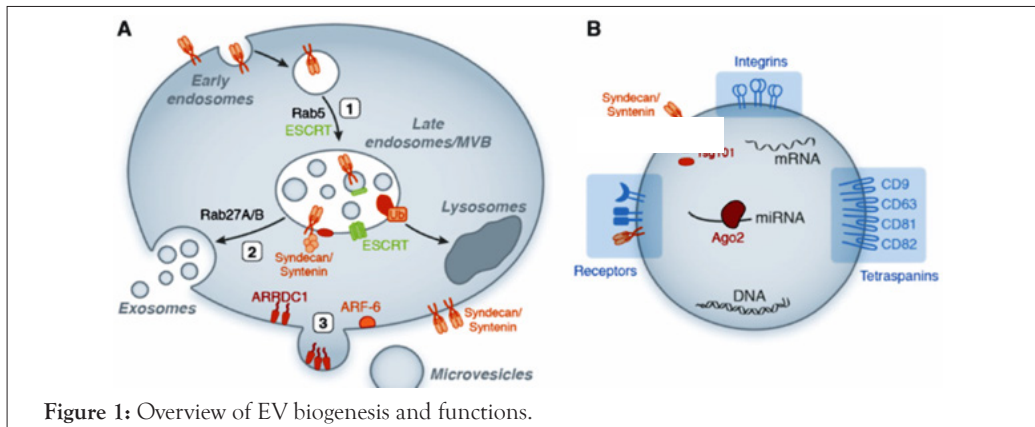 A
Early
endosomes
Rab5
ESCRT
1
Late
endosomes/MVB
Rab27A/B
2
Ub
Lysosomes
ESCRT
Syndecan/
Syntenin
Exosomes
ARRDC1
3
ARF-6
Syndecan/
Syntenin
Microvesicles
B
Integrins
Syndecan/
Syntenin
Tsg101
mRNA
CD9
CD63
CD81
CD82
miRNA
Ago2
Receptors
Tetraspanins
DNA
Figure 1: Overview of EV biogenesis and functions.